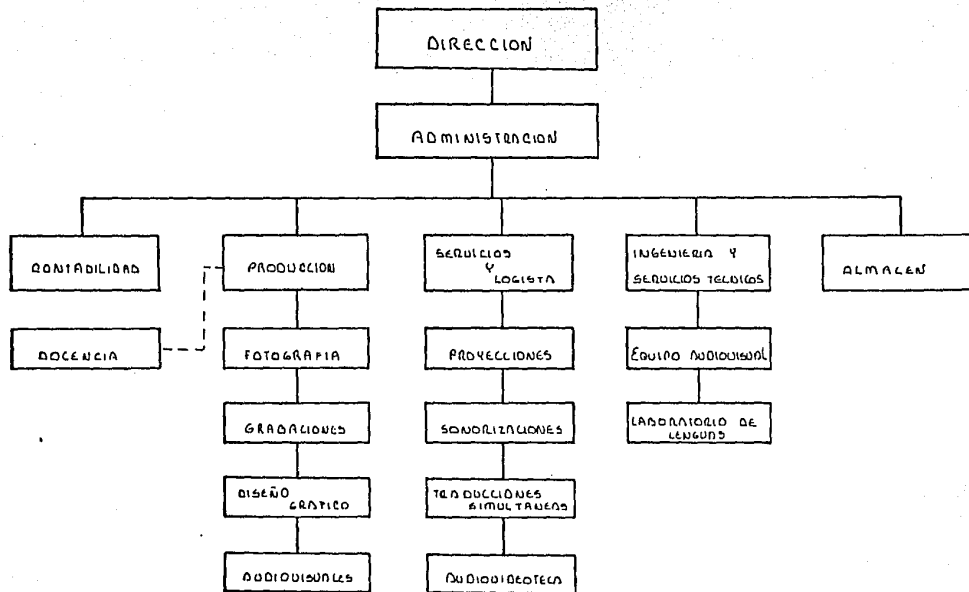 DIRECCION
ADMINISTRACION
CONTABILIDAD
PRODUCCION
SERVICIOS
Y
LOGISTA
INGENIERIA Y
SERVICIOS TECNICOS
ALMACEN
DOCENCIA
FOTOGRAFIA
PROYECCIONES
EQUIPO AUDIOVISUAL
GRABACIONES
SONORIZACIONES
LABORATORIO DE
LENGUAS
DISEÑO
GRAFICO
TRADUCCIONES
SIMULTANEAS
AUDIOVISUALES
AUDIOVIDEOTECA